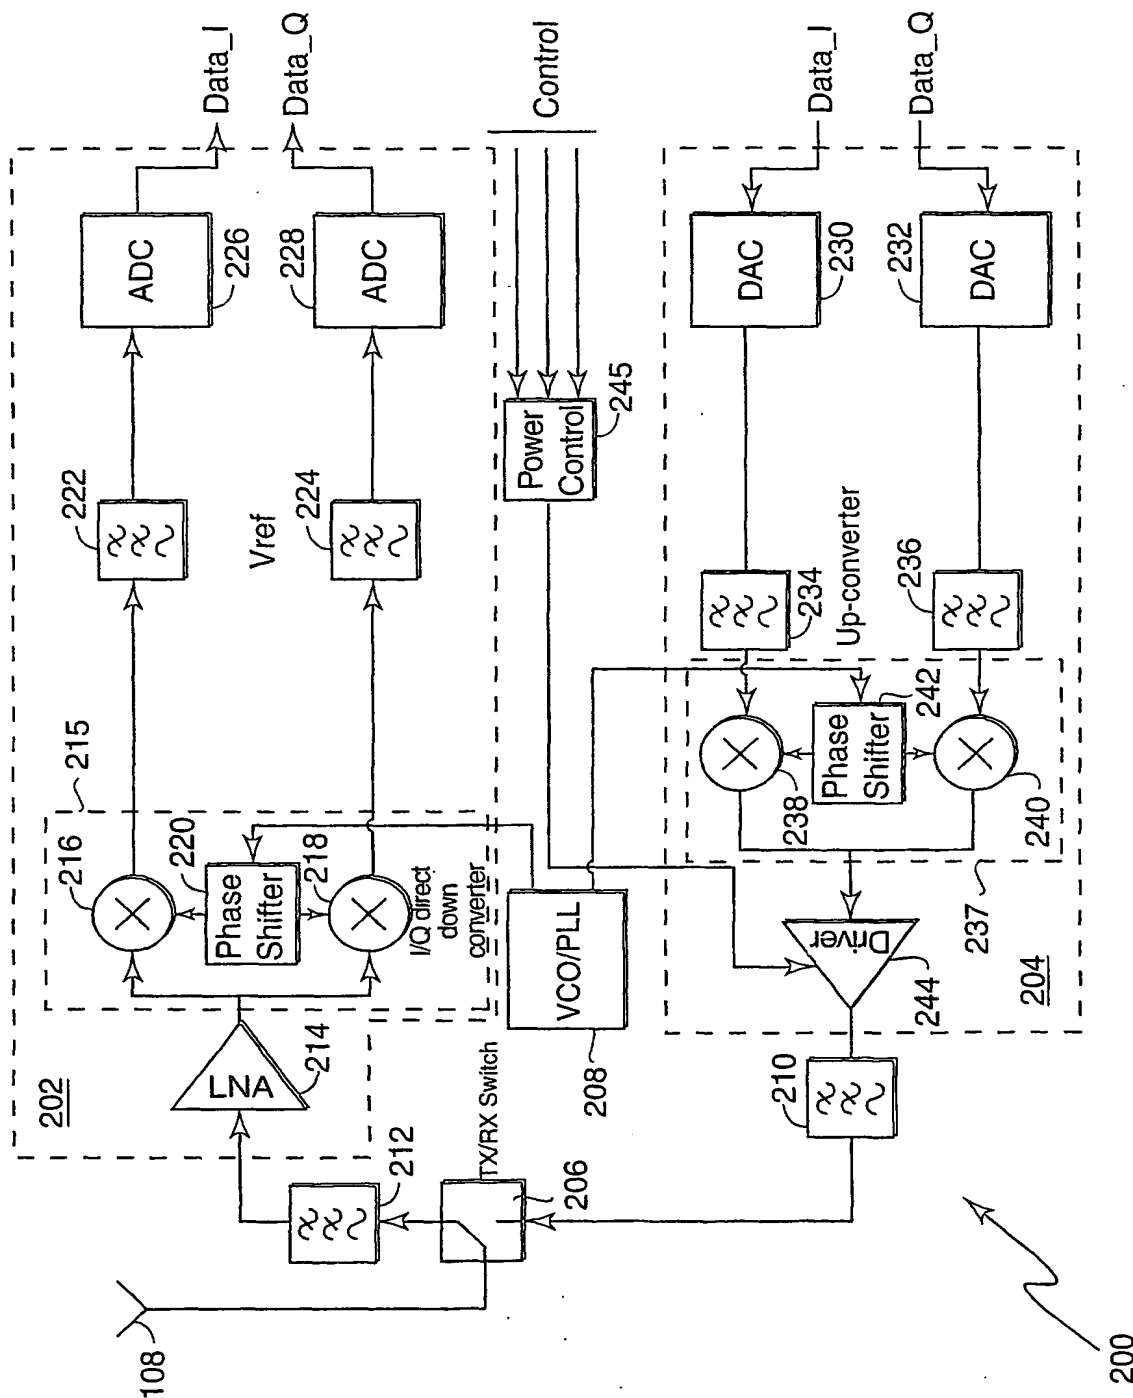 108
200
202
LNA
214
212
TX/RX Switch
206
215
216
220
Phase
Shifter
218
I/Q direct
down
converter
222
Vref
224
ADC
226
228
ADC
Data_I
Data_Q
Control
Power
Control
245
VCO/PLL
208
210
Driver
244
204
237
238
Phase
Shifter
242
240
Up-converter
234
236
DAC
230
232
DAC
Data_I
Data_Q